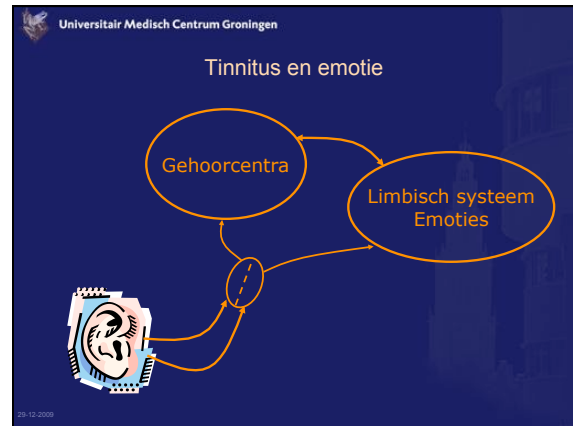 Universitair Medisch Centrum Groningen
Tinnitus en emotie
Gehoorcentra
Limbisch systeem
Emoties
29-12-2009